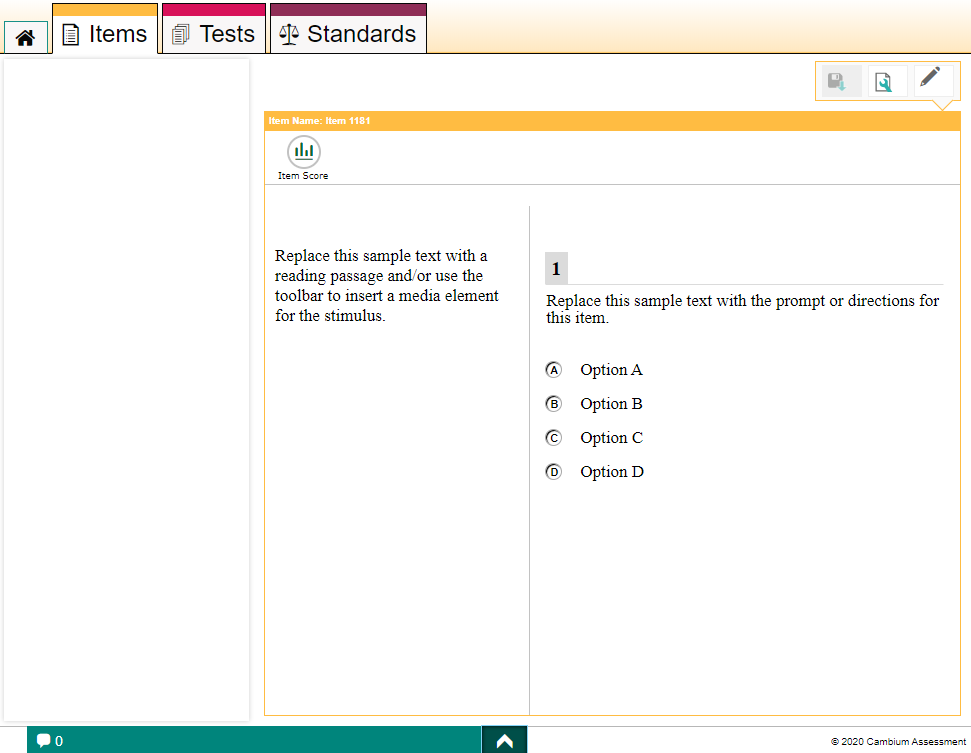 Items
Tests
Standards
Item Name: Item 1181
Item Score
Replace this sample text with a
reading passage and/or use the
toolbar to insert a media element
for the stimulus.
1
Replace this sample text with the prompt or directions for
this item.
A Option A
B Option B
C Option C
D Option D
0
© 2020 Cambium Assessment